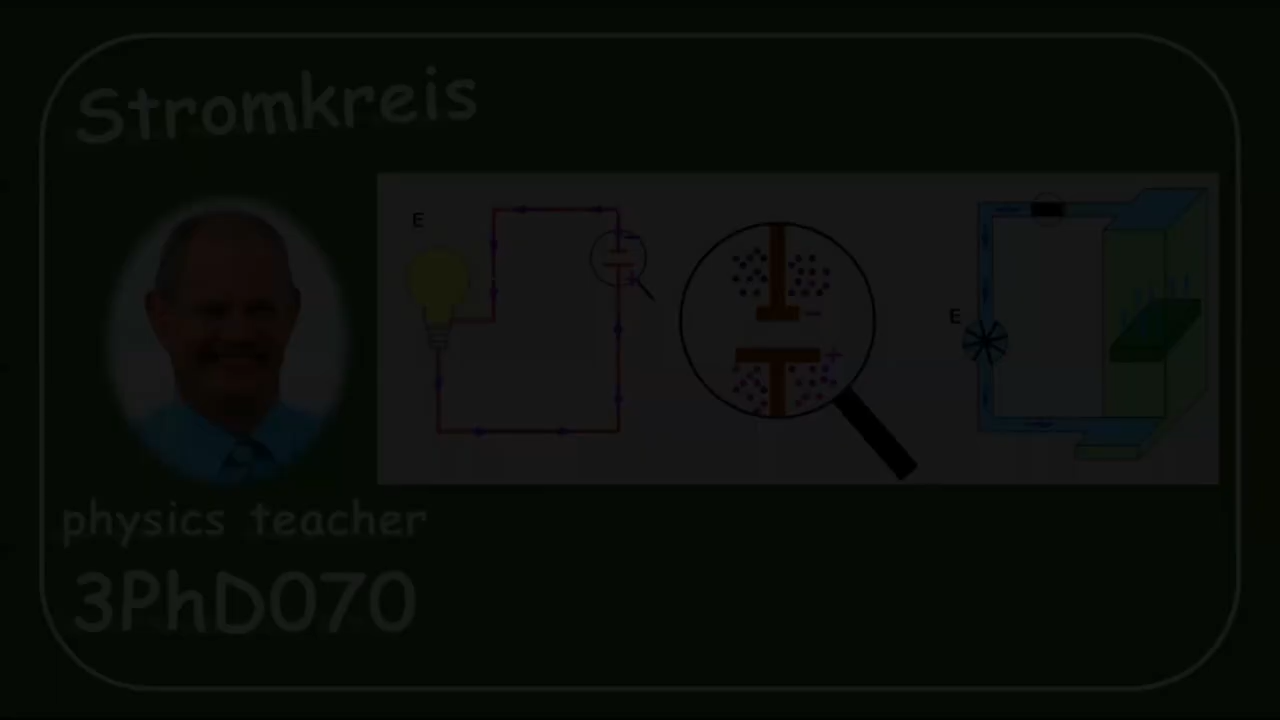 Stromkreis
E
−
+
−
+
E
physics teacher
3PhD070